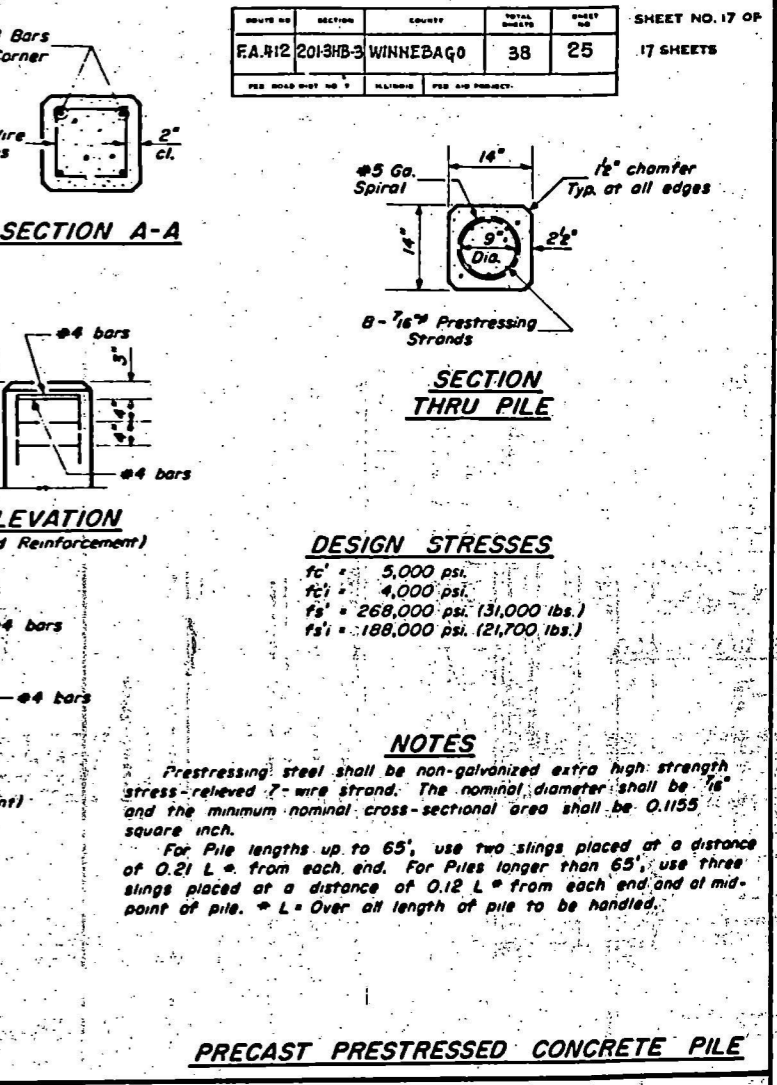 ROUTE NO SECTION COUNTY TOTAL SHEETS SHEET NO
F.A.412 201-3HB-3 WINNEBAGO 38 25
ILLINOIS
SHEET NO. 17 OF
17 SHEETS
Bars
Corner
2"
cl.
SECTION A-A
14"
#5 Ga.
Spiral
1/2" chamfer
Typ. at all edges
14"
9"
Dia.
2 1/2"
8 - 7/16"φ Prestressing
Strands
SECTION
THRU PILE
#4 bars
3"
4"
4"
#4 bars
LEVATION
Reinforcement)
4 bars
#4 bars
DESIGN STRESSES
fc' = 5,000 psi.
fc'i = 4,000 psi.
fs' = 268,000 psi. (31,000 lbs.)
fs'i = 188,000 psi. (21,700 lbs.)
NOTES
Prestressing steel shall be non-galvanized extra high strength
stress-relieved 7-wire strand. The nominal diameter shall be 7/16"
and the minimum nominal cross-sectional area shall be 0.1155
square inch.
For Pile lengths up to 65', use two slings placed at a distance
of 0.21 L * from each end. For Piles longer than 65', use three
slings placed at a distance of 0.12 L * from each end and at mid-
point of pile. * L = Over all length of pile to be handled.
PRECAST PRESTRESSED CONCRETE PILE